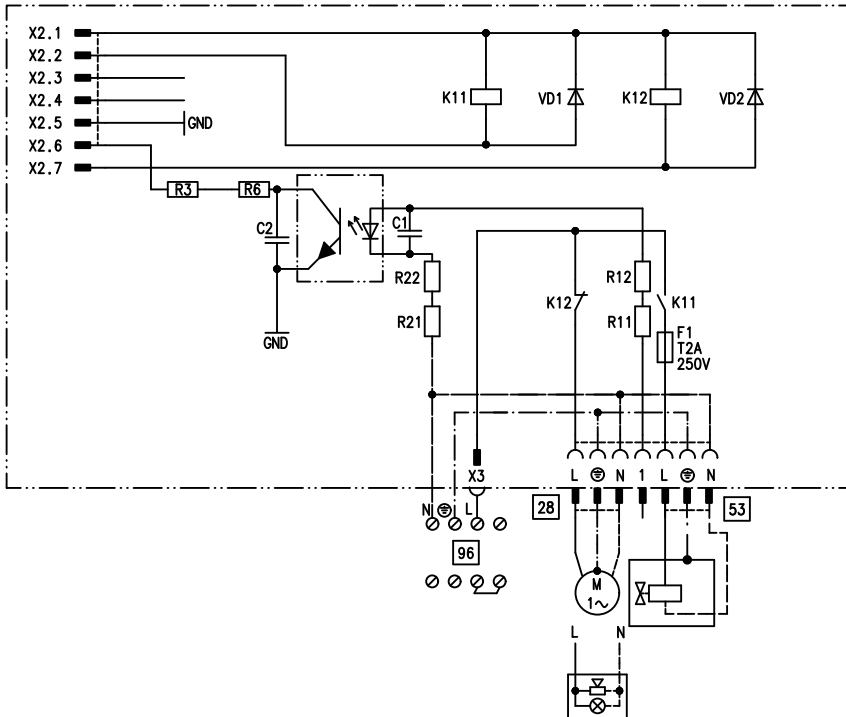 X2.1
X2.2
X2.3
X2.4
X2.5
X2.6
X2.7
GND
K11
VD1
K12
VD2
R3
R6
C2
GND
C1
R22
R21
K12
R12
R11
K11
F1
T2A
250V
X3
L
N
1
L
N
N
L
28
53
96
M
1~
L
N